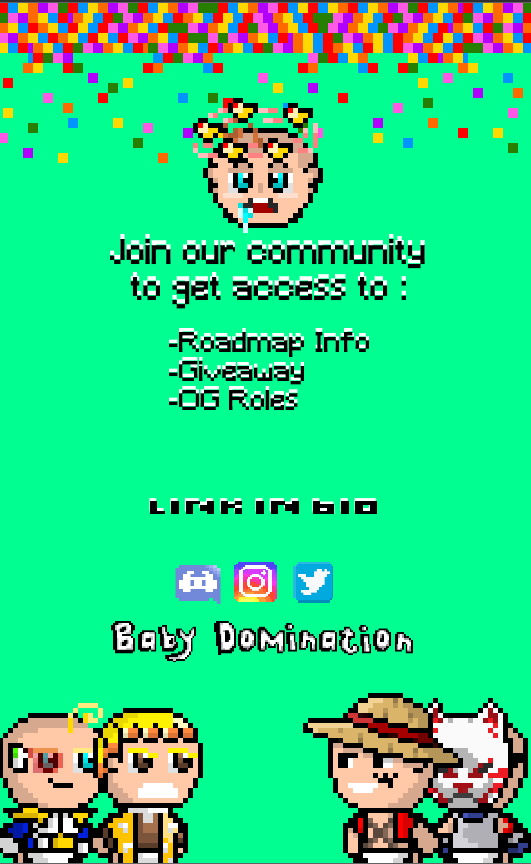 Join our community
to get access to :
-Roadmap Info
-Giveaway
-OG Roles
LINK IN BIO
Baby Domination